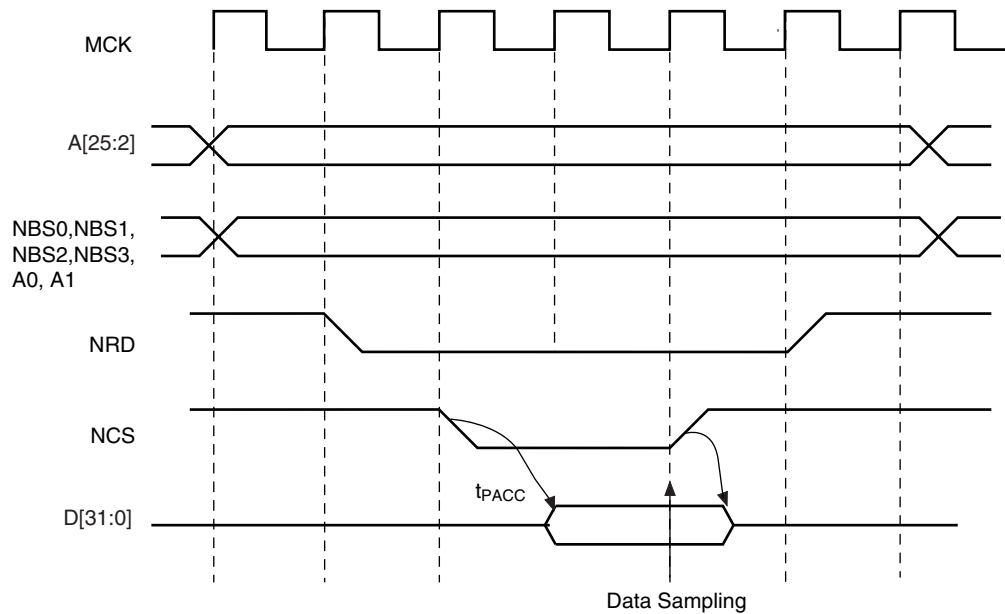 MCK
A[25:2]
NBS0,NBS1,
NBS2,NBS3,
A0, A1
NRD
NCS
tPACC
D[31:0]
Data Sampling